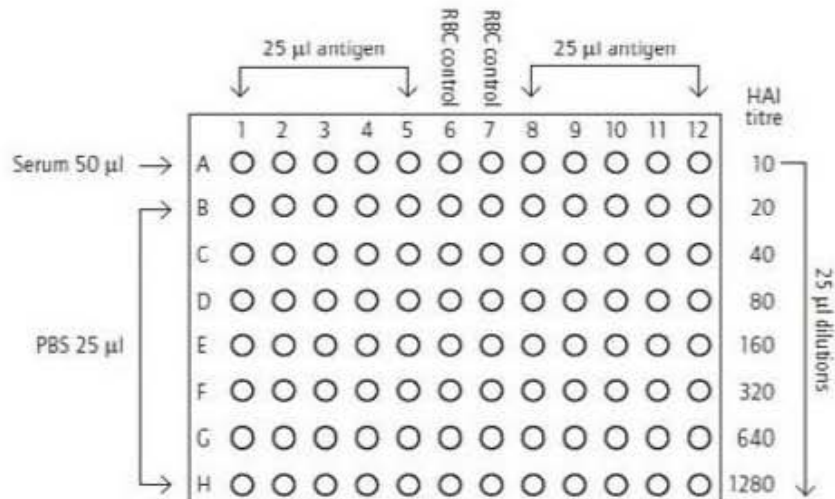 25 µl antigen RBC control RBC control 25 µl antigen
HAI
titre
1 2 3 4 5 6 7 8 9 10 11 12
Serum 50 µl A 10
B 20
C 40
D 80
PBS 25 µl E 160
F 320
G 640
H 1280
25 µl dilutions